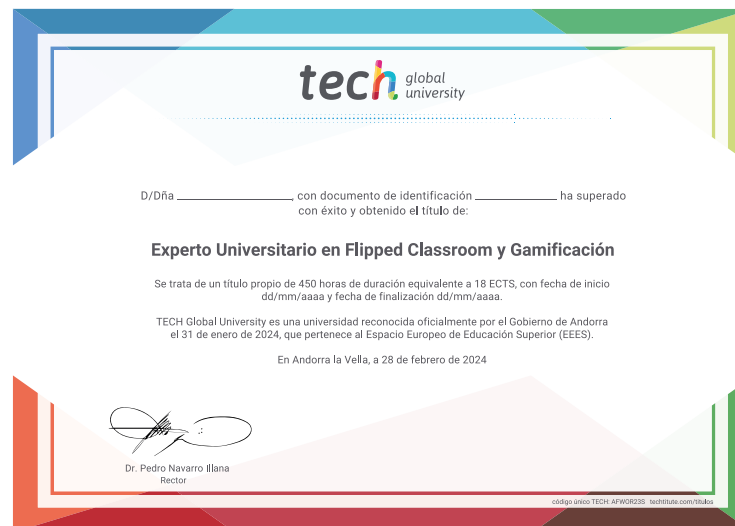 tech global university
D/Dña ____________, con documento de identificación ____________ ha superado
con éxito y obtenido el título de:
Experto Universitario en Flipped Classroom y Gamificación
Se trata de un título propio de 450 horas de duración equivalente a 18 ECTS, con fecha de inicio
dd/mm/aaaa y fecha de finalización dd/mm/aaaa.
TECH Global University es una universidad reconocida oficialmente por el Gobierno de Andorra
el 31 de enero de 2024, que pertenece al Espacio Europeo de Educación Superior (EEES).
En Andorra la Vella, a 28 de febrero de 2024
Dr. Pedro Navarro Illana
Rector
código único TECH: AFWOR23S techtitute.com/titulos